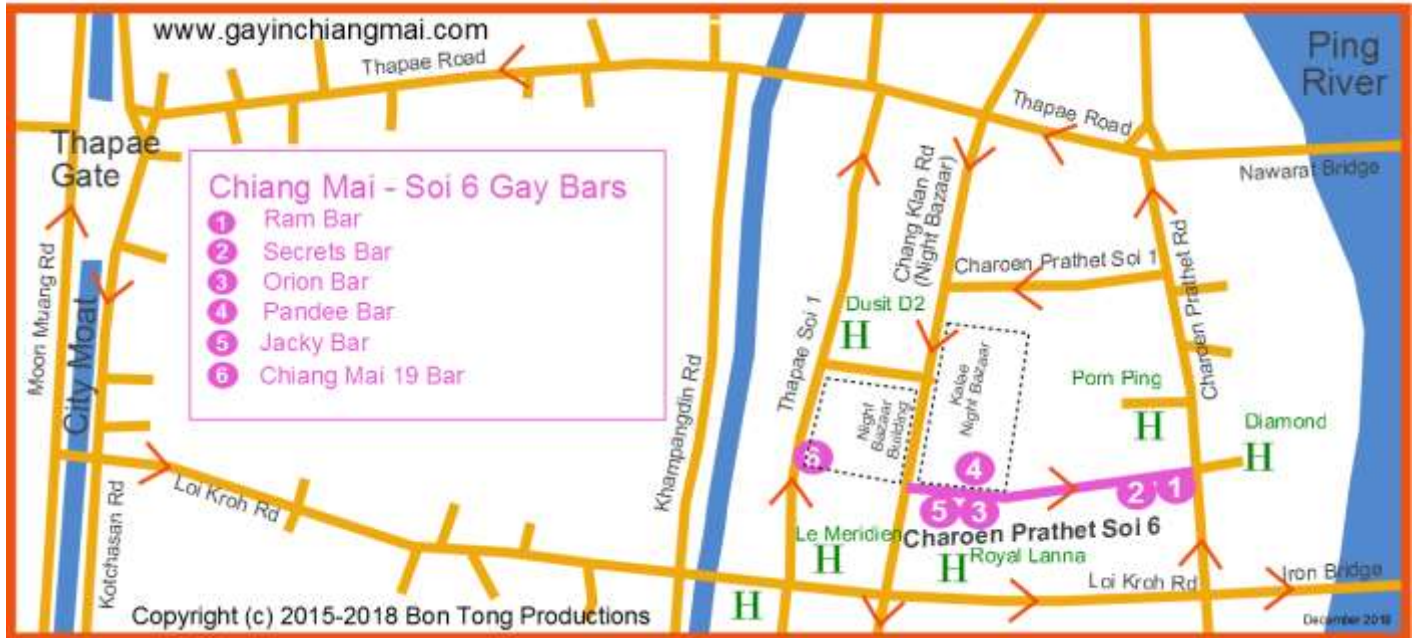 www.gayinchiangmai.com
Thapae Road
Ping
River
Thapae Road
Nawarat Bridge
Thapae
Gate
Chiang Mai - Soi 6 Gay Bars
1 Ram Bar
2 Secrets Bar
3 Orion Bar
4 Pandee Bar
5 Jacky Bar
6 Chiang Mai 19 Bar
Moon Muang Rd
City Moat
Kotchasan Rd
Loi Kroh Rd
Khampangdin Rd
Thapae Soi 1
Chang Klan Rd
(Night Bazaar)
Charoen Prathet Soi 1
Charoen Prathet Rd
Dusit D2
H
Night
Bazaar
Building
Kalae
Night Bazaar
Porn Ping
H
Diamond
H
6
4
5
3
2
1
Charoen Prathet Soi 6
Le Meridien
H
Royal Lanna
H
Loi Kroh Rd
Iron Bridge
H
Copyright (c) 2015-2018 Bon Tong Productions
December 2018